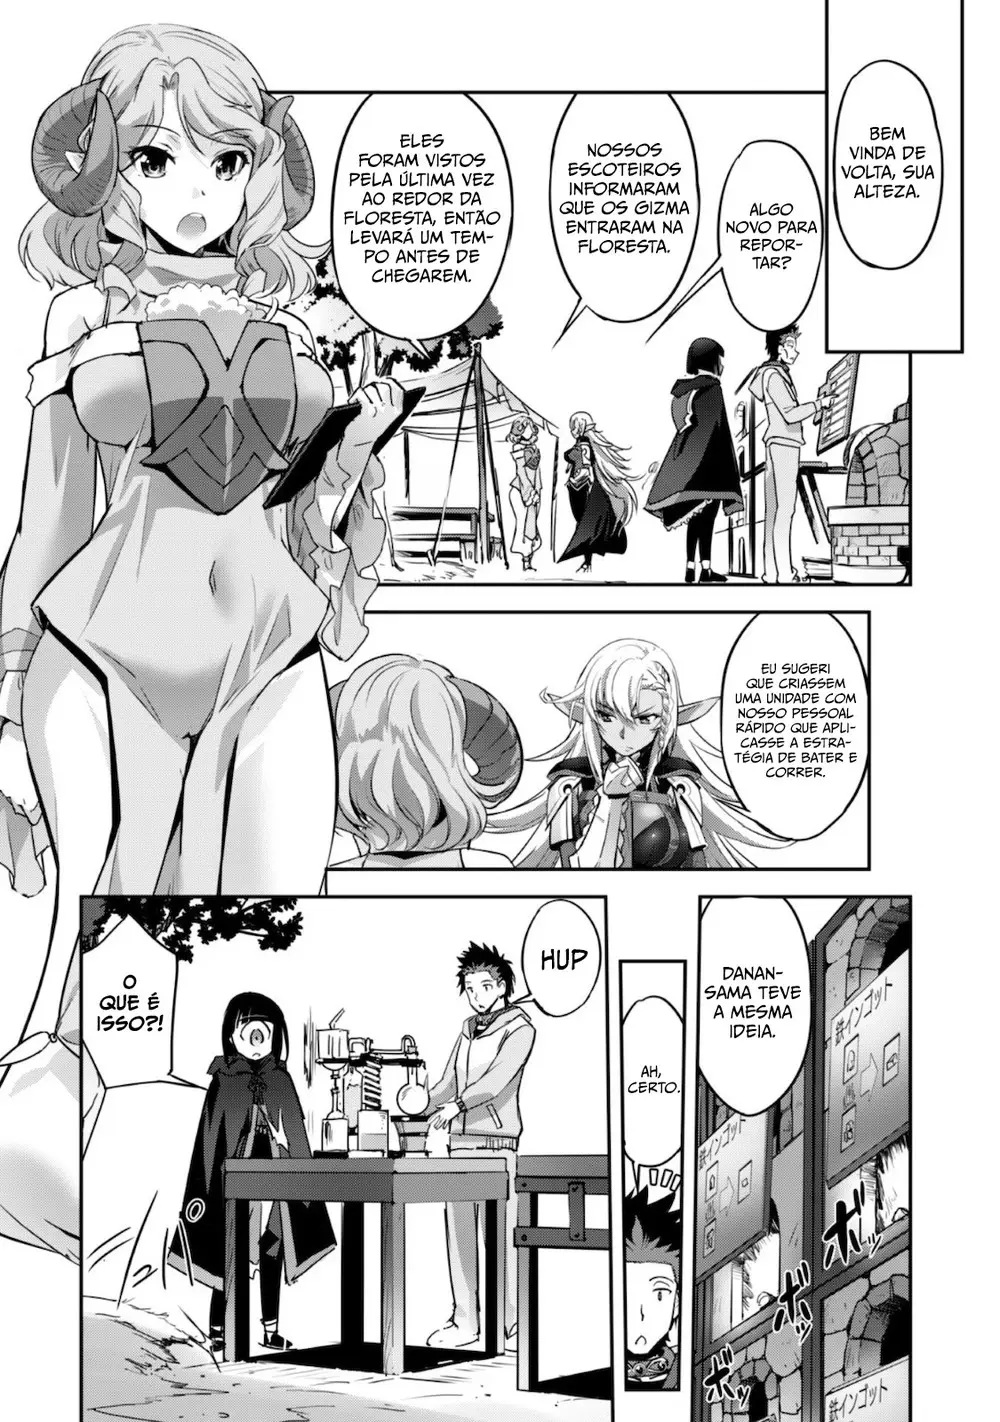 BEM
VINDA DE
VOLTA, SUA
ALTEZA.
ALGO
NOVO PARA
REPOR-
TAR?
NOSSOS
ESCOTEIROS
INFORMARAM
QUE OS GIZMA
ENTRARAM NA
FLORESTA.
ELES
FORAM VISTOS
PELA ÚLTIMA VEZ
AO REDOR DA
FLORESTA, ENTÃO
LEVARÁ UM TEM-
PO ANTES DE
CHEGAREM.
EU SUGERI
QUE CRIASSEM
UMA UNIDADE COM
NOSSO PESSOAL
RÁPIDO QUE APLI-
CASSE A ESTRA-
TÉGIA DE BATER E
CORRER.
DANAN-
SAMA TEVE
A MESMA
IDEIA.
鉄インゴット
鉄インゴット
鉄インゴット
ボッ
ボッ
ボッ
AH,
CERTO.
HUP
O
QUE É
ISSO?!